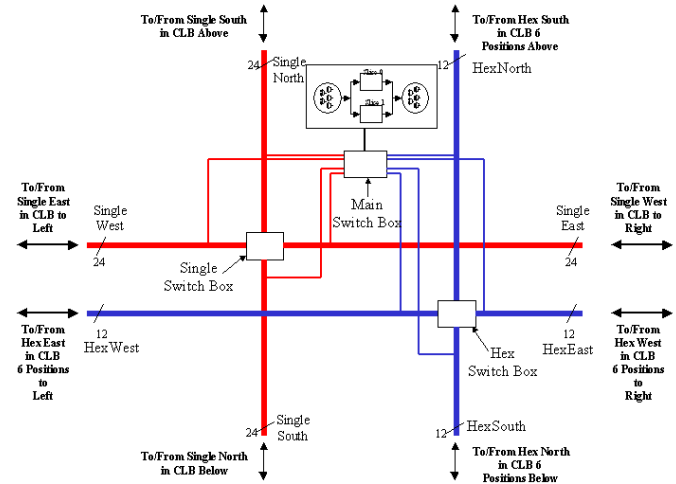 To/From Single South
in CLB Above
To/From Hex South
in CLB 6
Positions Above
24
Single
North
12
HexNorth
Slice 0
Slice 1
To/From
Single East
in CLB to
Left
Single
West
24
Main
Switch Box
Single
East
24
To/From
Single West
in CLB to
Right
Single
Switch Box
To/From
Hex East
in CLB
6 Positions
to
Left
12
HexWest
Hex
Switch Box
12
HexEast
To/From
Hex West
in CLB
6 Positions
to
Right
24
Single
South
12
HexSouth
To/From Single North
in CLB Below
To/From Hex North
in CLB 6
Positions Below